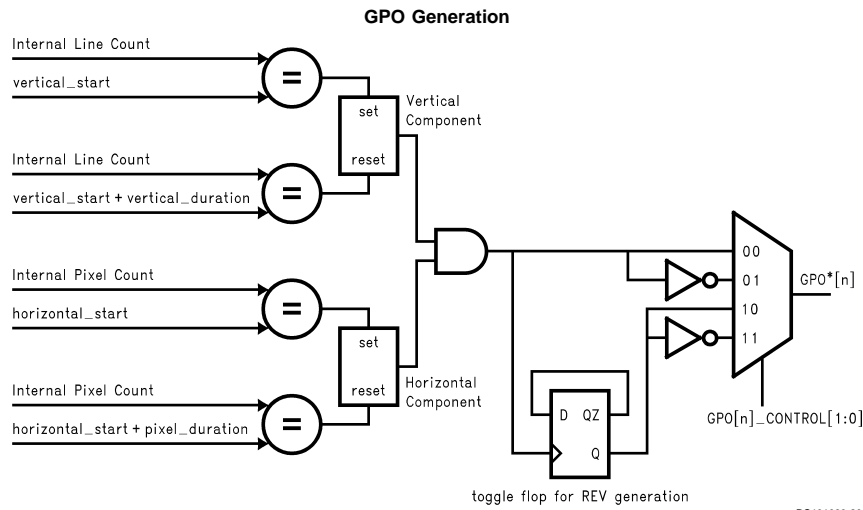 GPO Generation
Internal Line Count
vertical_start
set
reset
Vertical
Component
Internal Line Count
vertical_start + vertical_duration
Internal Pixel Count
horizontal_start
set
reset
Horizontal
Component
Internal Pixel Count
horizontal_start + pixel_duration
00
01
10
11
GPO*[n]
GPO[n]_CONTROL[1:0]
D QZ
Q
toggle flop for REV generation